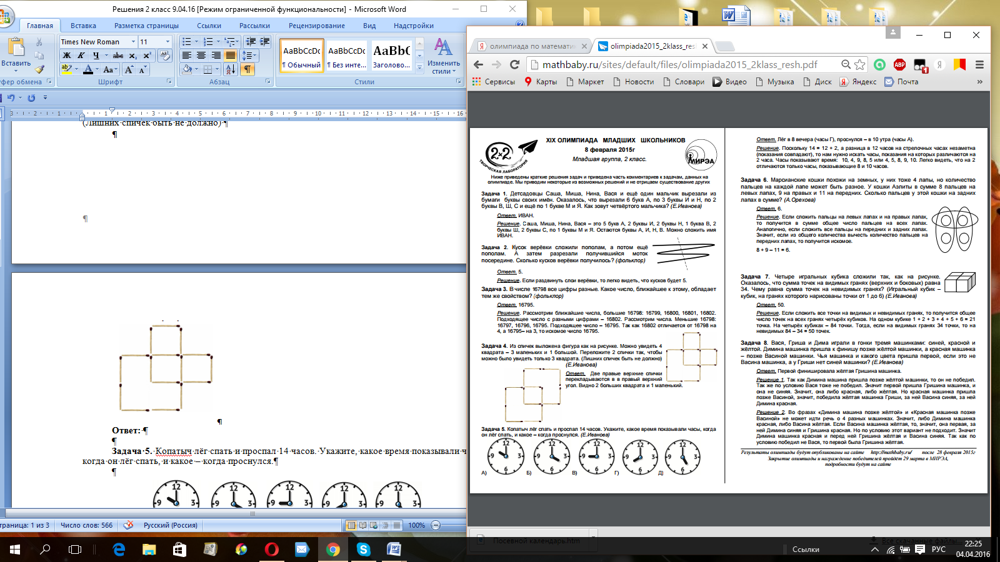 Решения 2 класс 9.04.16 [Режим ограниченной функциональности] - Microsoft Word
Главная Вставка Разметка страницы Ссылки Рассылки Рецензирование Вид Надстройки
Times New Roman 11
Вставить
Ж К Ч abc x₂ x² Aa
AaBbCcDc AaBbCcDc AaBbC
¶ Обычный ¶ Без инте... Заголово...
Изменить стили
уфер обмена Шрифт Абзац Стили
3 2 1 1 2 3 4 5 6 7 8 9 10 11 12 13 14 15 16
(Лишних спичек быть не должно) ¶
¶
¶
¶
Ответ: ¶
¶
Задача 5. Копатыч лёг спать и проспал 14 часов. Укажите, какое время показывали ч
когда он лёг спать, и какое – когда проснулся.¶
¶
12 12 12 12 12
9 3 9 3 9 3 9 3 9 3
траница: 1 из 3 Число слов: 566 Русский (Россия) 100%
олимпиада по математи olimpiada2015_2klass_res
mathbaby.ru/sites/default/files/olimpiada2015_2klass_resh.pdf
ABP 1 Я
Сервисы Карты Маркет Новости Словари Видео Музыка Диск Яндекс Почта »
2×2
ТВОРЧЕСКАЯ ЛАБОРАТОРИЯ
XIX ОЛИМПИАДА МЛАДШИХ ШКОЛЬНИКОВ
8 февраля 2015г
Младшая группа, 2 класс.
МИРЭА
Ниже приведены краткие решения задач и приведена часть комментариев к задачам, данных на
олимпиаде. Мы приводим некоторые из возможных решений и не отрицаем существование других
Задача 1. Детсадовцы Саша, Миша, Нина, Вася и ещё один мальчик вырезали из
бумаги буквы своих имён. Оказалось, что вырезали 6 букв А, по 3 буквы И и Н, по 2
буквы В, Ш, С и ещё по 1 букве М и Я. Как зовут четвёртого мальчика? (Е.Иванова)
Ответ. ИВАН.
Решение. Саша, Миша, Нина, Вася – это 5 букв А, 2 буквы И, 2 буквы Н, 1 буква В, 2
буквы Ш, 2 буквы С, по 1 буквы М и Я. Остаются буквы А, И, Н, В. Можно сложить имя
ИВАН.
Задача 2. Кусок верёвки сложили пополам, а потом ещё
пополам. А затем разрезали получившийся моток
посередине. Сколько кусков верёвки получилось? (фольклор)
Ответ. 5.
Решение. Если раздвинуть слои верёвки, то легко видеть, что кусков будет 5.
Задача 3. В числе 16798 все цифры разные. Какое число, ближайшее к этому, обладает
тем же свойством? (фольклор)
Ответ. 16795.
Решение. Рассмотрим ближайшие числа, большие 16798: 16799, 16800, 16801, 16802.
Подходящее число с разными цифрами – 16802. Рассмотрим числа. Меньшие 16798:
16797, 16796, 16795. Подходящее число – 16795. Так как 16802 отличается от 16798 на
4, а 16795– на 3, то искомое число 16795.
Задача 4. Из спичек выложена фигура как на рисунке. Можно увидеть 4
квадрата – 3 маленьких и 1 большой. Переложите 2 спички так, чтобы
можно было увидеть только 3 квадрата. (Лишних спичек быть не должно)
(Е.Иванова)
Ответ. Две правые верхние спички
перекладываются в в правый верхний
угол. Видно 2 больших квадрата и 1 маленький.
Задача 5. Копатыч лёг спать и проспал 14 часов. Укажите, какое время показывали часы, когда
он лёг спать, и какое – когда проснулся. (Е.Иванова)
12 12 12 12 12
9 3 9 3 9 3 9 3 9 3
6 6 6 6 6
А) Б) В) Г) Д)
Ответ. Лёг в 8 вечера (часы Г), проснулся – в 10 утра (часы А).
Решение. Поскольку 14 = 12 + 2, а разница в 12 часов на стрелочных часах незаметна
(показания совпадают), то нам нужно искать часы, показания на которых различаются на
2 часа. Часы показывают время: 10, 4, 9, 8, 5 или 4, 5, 8, 9, 10. Легко видеть, что на 2
отличаются только часы, показывающие 8 и 10 часов.
Задача 6. Марсианские кошки похожи на земных, у них тоже 4 лапы, но количество
пальцев на каждой лапе может быть разное. У кошки Аэлиты в сумме 8 пальцев на
левых лапах, 9 на правых и 11 на передних. Сколько пальцев у этой кошки на задних
лапах в сумме? (А.Орехова)
Ответ. 6.
Решение. Если сложить пальцы на левых лапах и на правых лапах,
то получится в сумме общее число пальцев на всех лапах.
Аналогично, если сложить все пальцы на передних и задних лапах.
Значит, если из общего количества вычесть количество пальцев на
передних лапах, то получится искомое.
8 + 9 – 11 = 6.
Задача 7. Четыре игральных кубика сложили так, как на рисунке.
Оказалось, что сумма точек на видимых гранях (верхних и боковых) равна
34. Чему равна сумма точек на невидимых гранях? (Игральный кубик –
кубик, на гранях которого нарисованы точки от 1 до 6) (Е.Иванова)
Ответ. 50.
Решение. Если сложить все точки на видимых и невидимых гранях, то получится общее
число точек на всех гранях четырёх кубиков. На одном кубике 1 + 2 + 3 + 4 + 5 + 6 = 21
точка. На четырёх кубиках – 84 точки. Тогда, если на видимых гранях 34 точки, то на
невидимых 84 – 34 = 50 точек.
Задача 8. Вася, Гриша и Дима играли в гонки тремя машинками: синей, красной и
жёлтой. Димина машинка пришла к финишу позже жёлтой машинки, а красная машинка
– позже Васиной машинки. Чья машинка и какого цвета пришла первой, если это не
Васина машинка, а у Гриши нет синей машинки? (Е.Иванова)
Ответ. Первой финишировала жёлтая Гришина машинка.
Решение 1. Так как Димина машина пришла позже жёлтой машинки, то он не победил.
Так же по условию Вася тоже не победил. Значит первой пришла Гришина машинка, и
она не синяя. Значит, она либо красная, либо жёлтая. Но красная машинка пришла
позже Васиной, значит, победила жёлтая машинка Гриши, за ней Васина синяя, за ней
Димина красная.
Решение 2. Во фразах «Димина машина позже жёлтой» и «Красная машинка позже
Васиной» не может идти речь о 4 разных машинках. Значит, либо Димина машинка
красная, либо Васина жёлтая. Если Васина машинка жёлтая, то, значит, она первая, за
ней Димина синяя и Гришина красная. Но по условию этот вариант не подходит. Значит
Димина машинка красная и перед ней Гришина жёлтая и Васина синяя. Так как по
условию победил не Вася, то первой была Гришина жёлтая.
Результаты олимпиады будут опубликованы на сайте http://mathbaby.ru/ после 28 февраля 2015г
Закрытие олимпиады и награждение победителей пройдёт 29 марта в МИРЭА,
подробности будут на сайте
Посевной календарь.htm
Все скачанные файлы...
Ссылки
РУС
22:25
04.04.2016